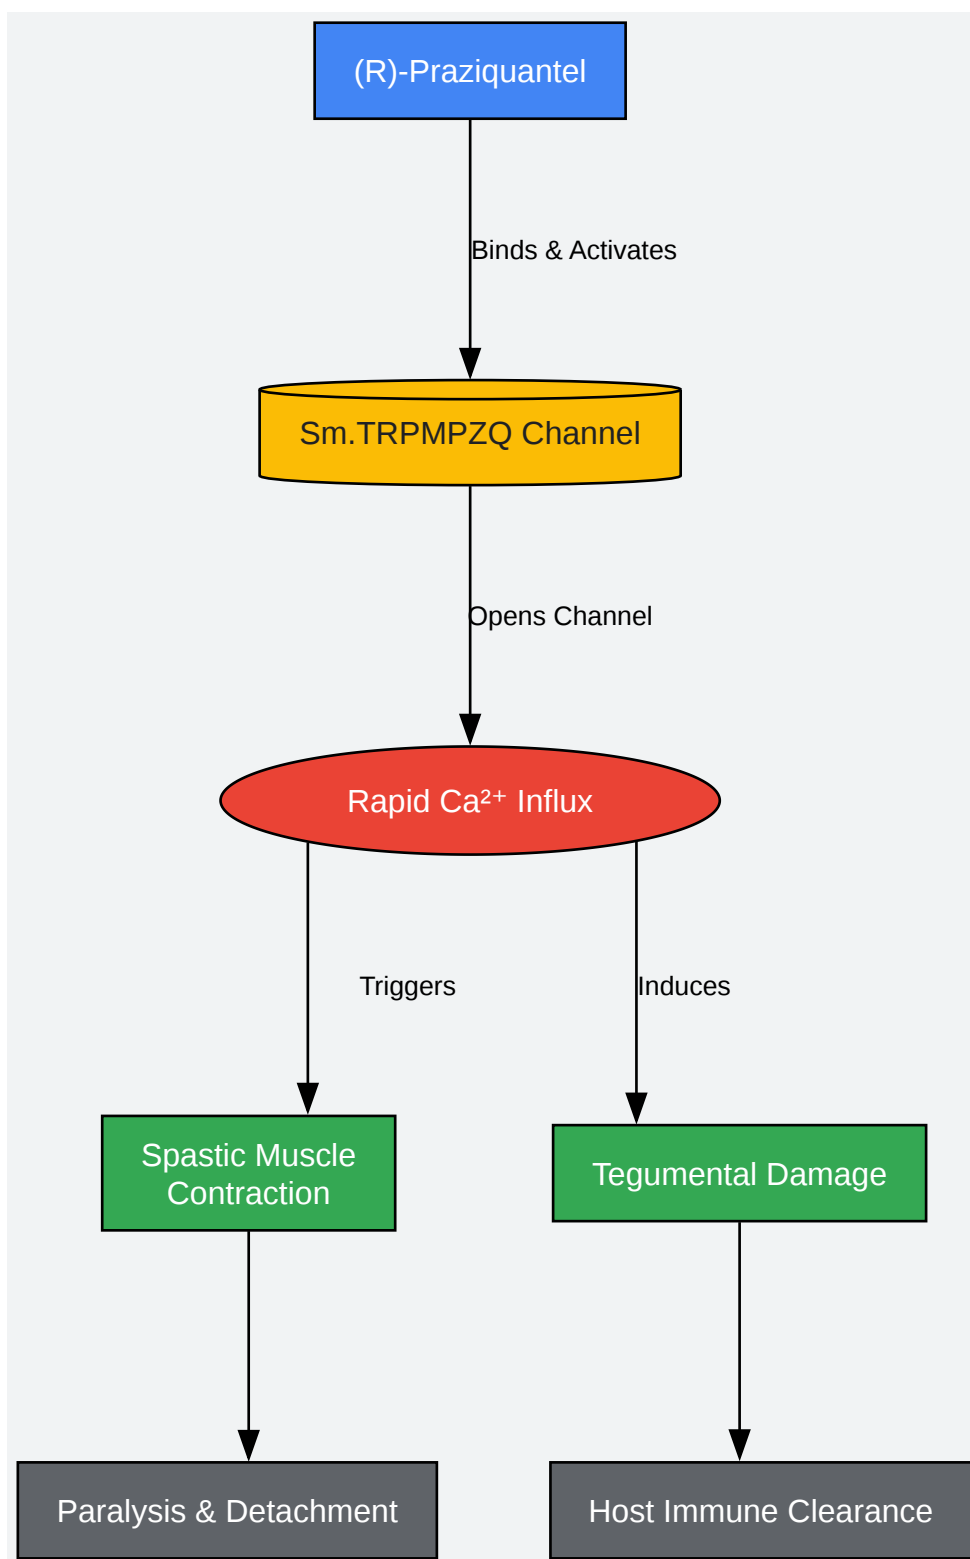 (R)-Praziquantel
Binds & Activates
Sm.TRPMPZQ Channel
Opens Channel
Rapid Ca²⁺ Influx
Triggers
Induces
Spastic Muscle
Contraction
Tegumental Damage
Paralysis & Detachment
Host Immune Clearance